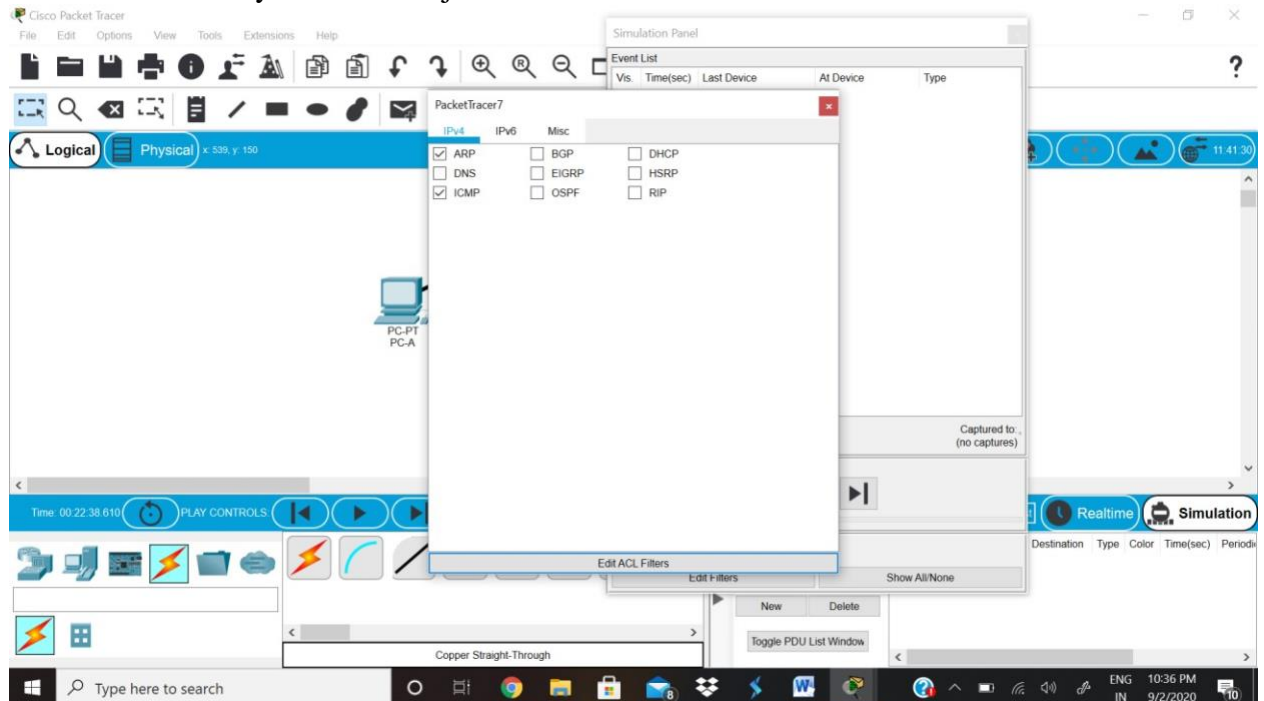 Cisco Packet Tracer
File Edit Options View Tools Extensions Help
Simulation Panel
Event List
Vis. Time(sec) Last Device At Device Type
?
PacketTracer7
IPv4 IPv6 Misc
Logical Physical x: 539, y: 150
11:41:30
ARP BGP DHCP
DNS EIGRP HSRP
ICMP OSPF RIP
PC-PT
PC-A
Captured to:
(no captures)
Time: 00:22:38.610 PLAY CONTROLS:
Realtime Simulation
Edit ACL Filters
Edit Filters Show All/None
Destination Type Color Time(sec) Periodi
New Delete
Toggle PDU List Window
Copper Straight-Through
Type here to search
8
ENG 10:36 PM
IN 9/2/2020
10